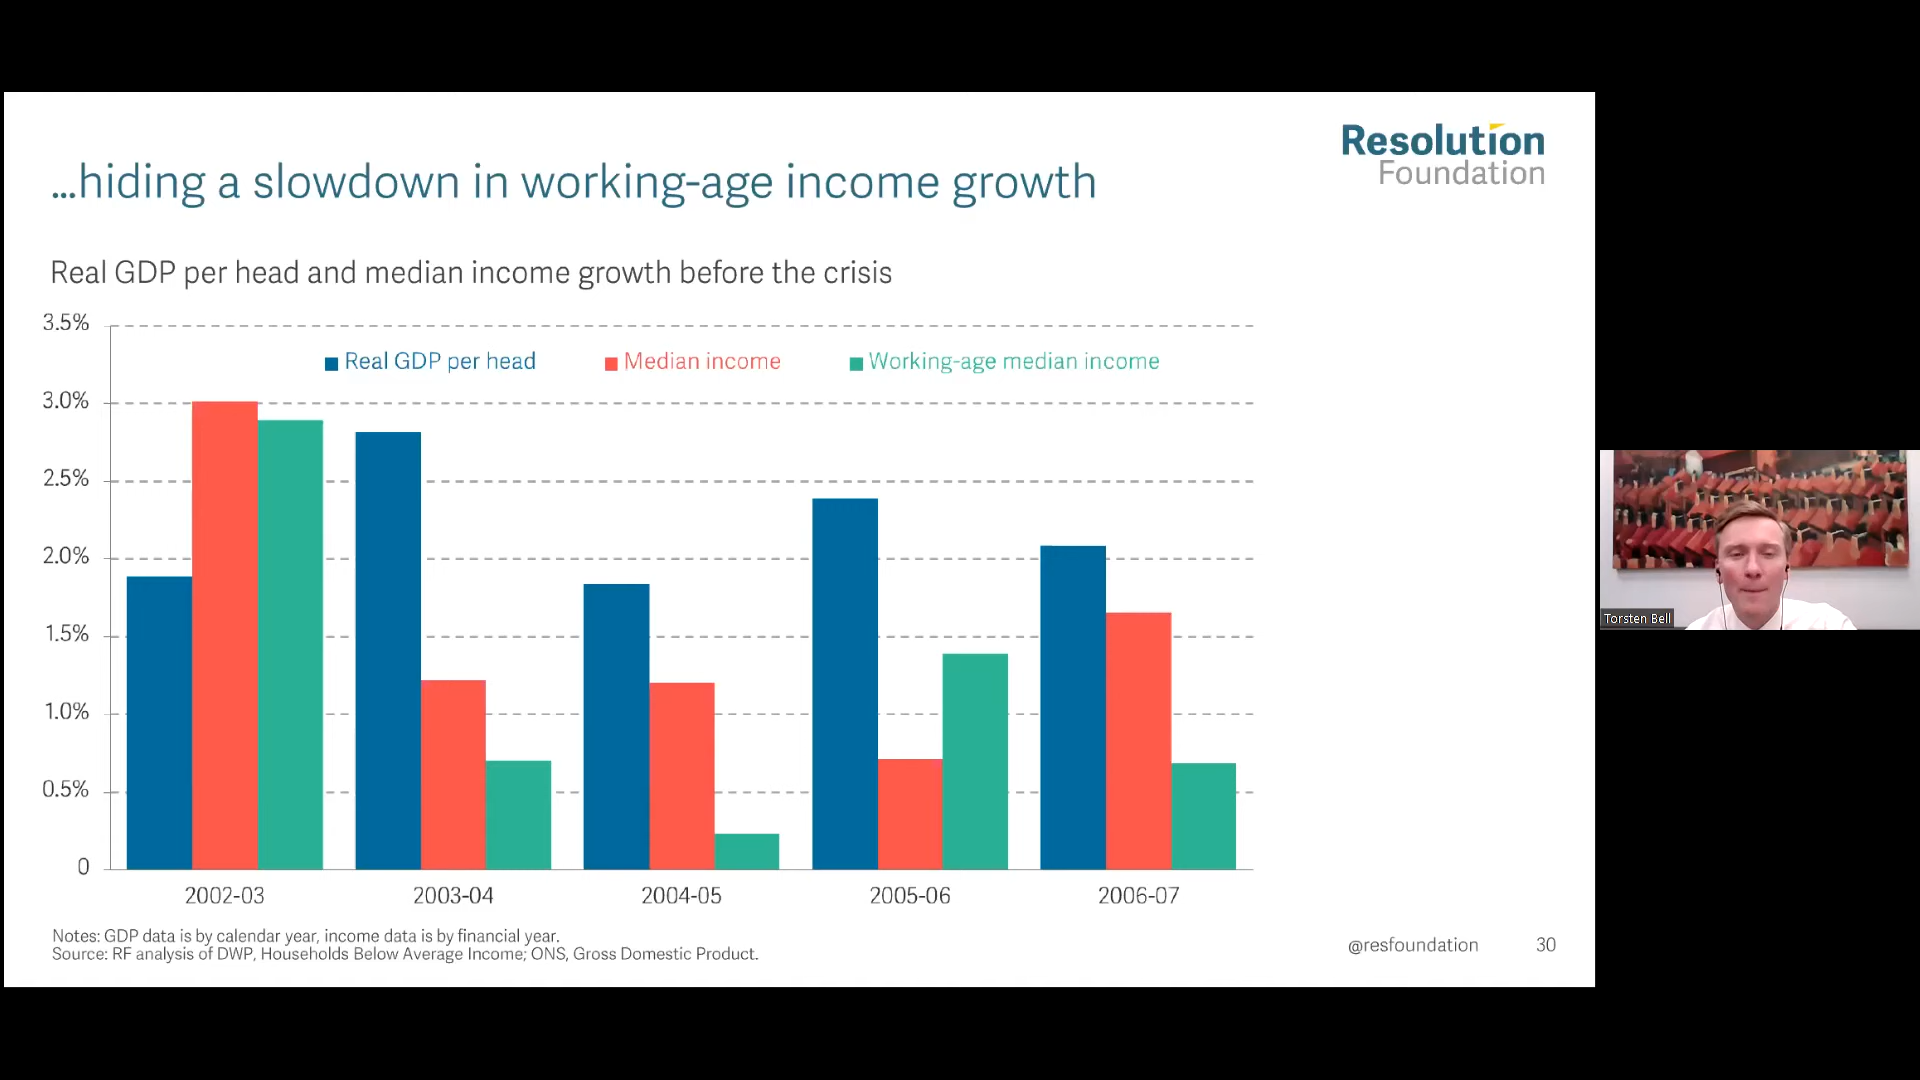 Resolution
Foundation
...hiding a slowdown in working-age income growth
Real GDP per head and median income growth before the crisis
3.5%
Real GDP per head
Median income
Working-age median income
3.0%
2.5%
2.0%
1.5%
1.0%
0.5%
0
2002-03
2003-04
2004-05
2005-06
2006-07
Notes: GDP data is by calendar year, income data is by financial year.
Source: RF analysis of DWP, Households Below Average Income; ONS, Gross Domestic Product.
@resfoundation
30
Torsten Bell